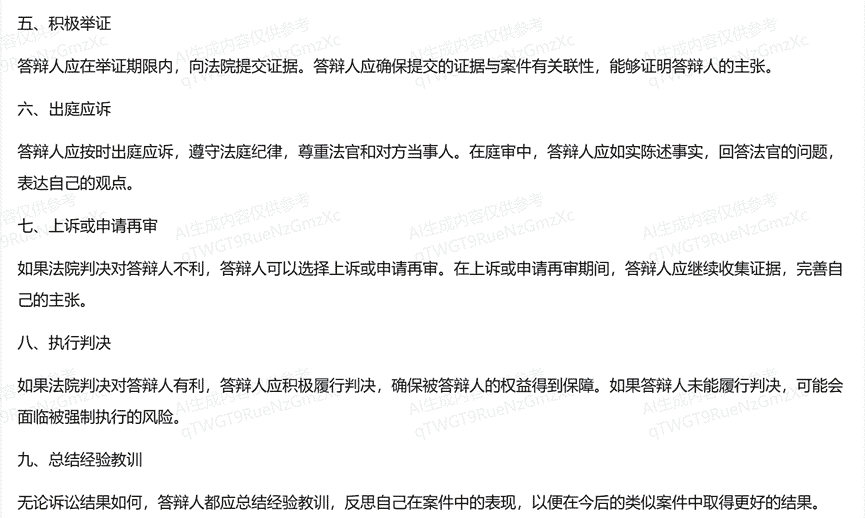 五、积极举证
答辩人应在举证期限内，向法院提交证据。答辩人应确保提交的证据与案件有关联性，能够证明答辩人的主张。
六、出庭应诉
答辩人应按时出庭应诉，遵守法庭纪律，尊重法官和对方当事人。在庭审中，答辩人应如实陈述事实，回答法官的问题，
表达自己的观点。
七、上诉或申请再审
如果法院判决对答辩人不利，答辩人可以选择上诉或申请再审。在上诉或申请再审期间，答辩人应继续收集证据，完善自
己的主张。
八、执行判决
如果法院判决对答辩人有利，答辩人应积极履行判决，确保被答辩人的权益得到保障。如果答辩人未能履行判决，可能会
面临被强制执行的风险。
九、总结经验教训
无论诉讼结果如何，答辩人都应总结经验教训，反思自己在案件中的表现，以便在今后的类似案件中取得更好的结果。
AI生成内容仅供参考
qTWGT9RueNzGmzXc